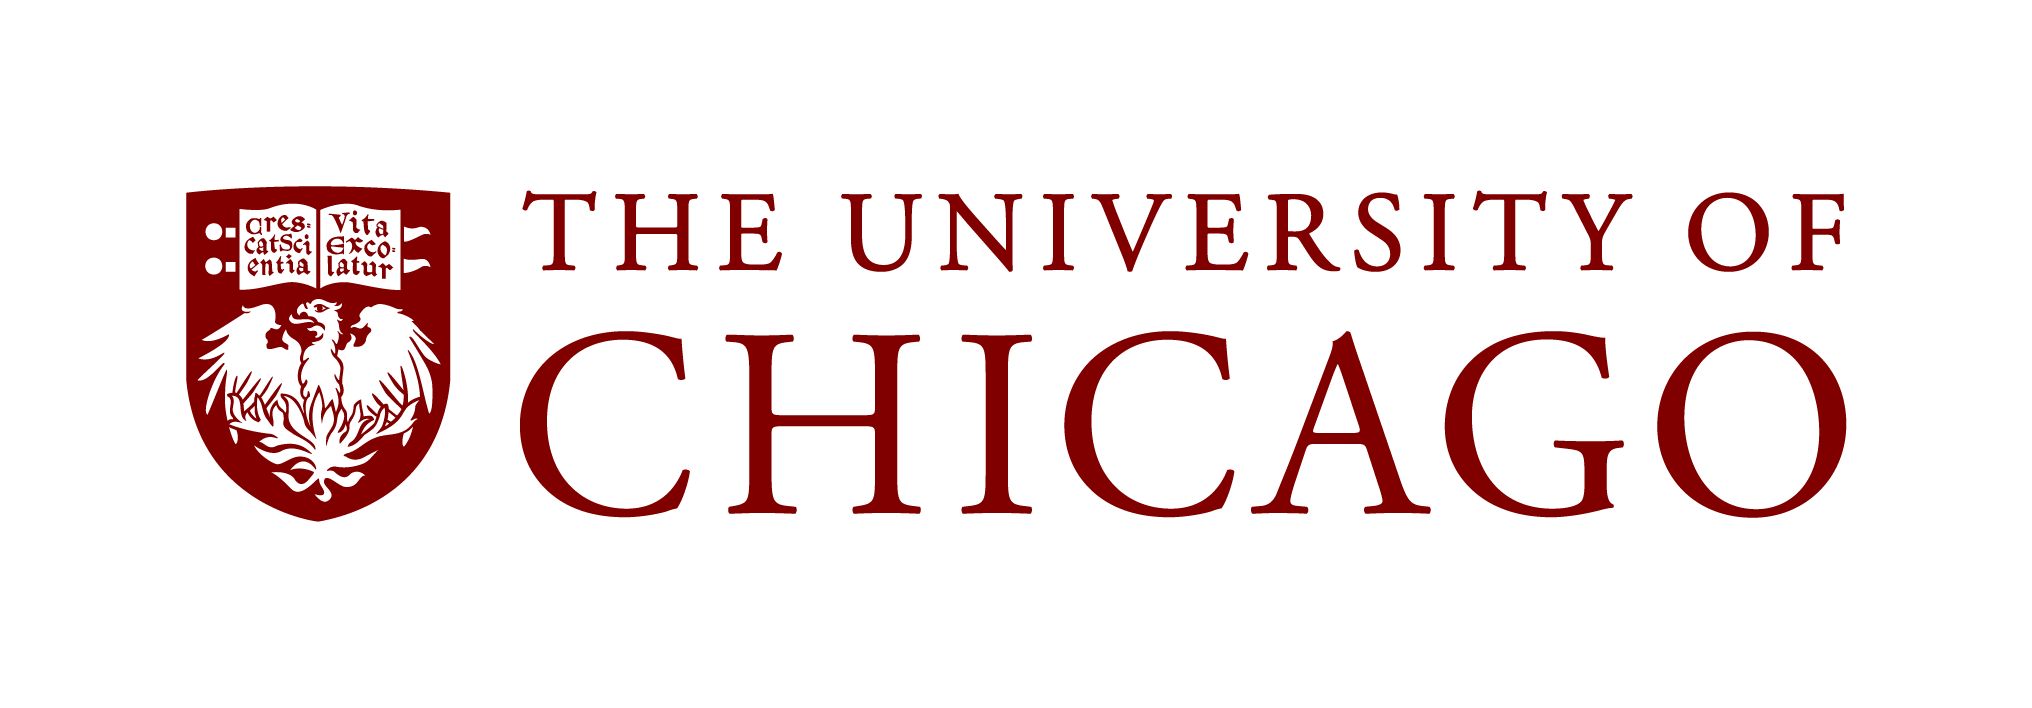 Cres-
catSci
entia
Vita
Exco-
latur
THE UNIVERSITY OF
CHICAGO